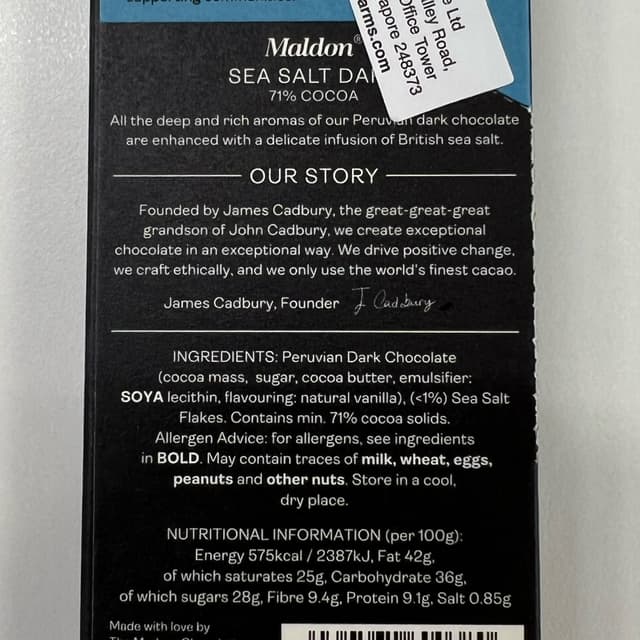 supporting communities.
Maldon®
SEA SALT
71% COCOA
All the deep and rich aromas of our Peruvian dark chocolate
are enhanced with a delicate infusion of British sea salt.
OUR STORY
Founded by James Cadbury, the great-great-great
grandson of John Cadbury, we create exceptional
chocolate in an exceptional way. We drive positive change,
we craft ethically, and we only use the world's finest cacao.
James Cadbury, Founder J Cadbury
INGREDIENTS: Peruvian Dark Chocolate
(cocoa mass, sugar, cocoa butter, emulsifier:
SOYA lecithin, flavouring: natural vanilla), (<1%) Sea Salt
Flakes. Contains min. 71% cocoa solids.
Allergen Advice: for allergens, see ingredients
in BOLD. May contain traces of milk, wheat, eggs,
peanuts and other nuts. Store in a cool,
dry place.
NUTRITIONAL INFORMATION (per 100g):
Energy 575kcal / 2387kJ, Fat 42g,
of which saturates 25g, Carbohydrate 36g,
of which sugars 28g, Fibre 9.4g, Protein 9.1g, Salt 0.85g
Made with love by
Ltd
Road,
Office Tower
248373